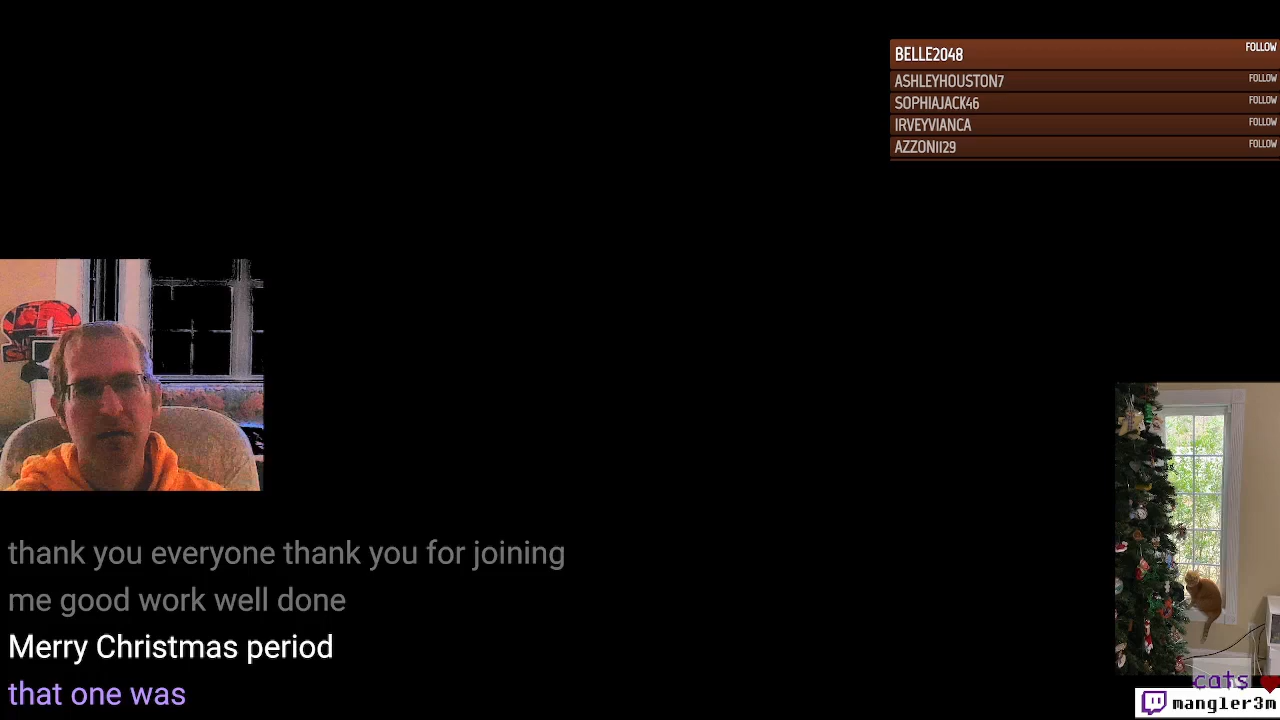 BELLE2048 FOLLOW
ASHLEYHOUSTON7 FOLLOW
SOPHIAJACK46 FOLLOW
IRVEYVIANCA FOLLOW
AZZONII29 FOLLOW
thank you everyone thank you for joining
me good work well done
Merry Christmas period
that one was
cats
mangler3m